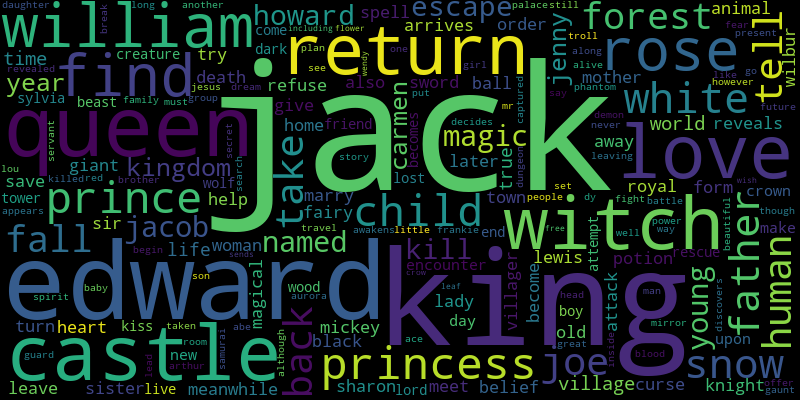 william
find
queen
jack
return
howard
spell
escape
arrives
order
forest
animal
rose
tell
wilbur
daughter
break
long
another
come
dark
including
flower
plan
see
palace
still
troll
along
alive
jenny
time
creature
try
year
death
refuse
also
sword
ball
mother
fear
present
phantom
white
like
go
however
sylvia
beast
jesus
dream
family
must
group
give
carmen
put
captured
mr
say
demon
world
reveals
love
future
servant
kingdom
secret
home
friend
becomes
decides
magic
later
true
dungeon
never
away
leaving
lou
giant
save
killed
red
brother
wolf
search
take
story
lost
marry
town
set
royal
form
crown
tower
prince
help
fairy
child
witch
people
dy
fight
battle
though
wish
appears
sir
travel
awakens
little
frankie
end
free
well
power
way
beautiful
make
fall
jacob
named
begin
life
woman
sends
kill
encounter
crow
lewis
attempt
potion
rescue
father
human
edward
king
son
magical
wood
aurora
back
leaf
lady
villager
become
head
man
young
discovers
spirit
baby
castle
turn
heart
kiss
taken
abe
samurai
although
mickey
black
day
ace
boy
old
great
attack
inside
mirror
upon
snow
guard
lead
new
room
arthur
princess
joe
blood
leave
sister
live
meanwhile
sharon
lord
meet
belief
village
curse
knight
offer
gaunt
wendy
one
girl
revealed